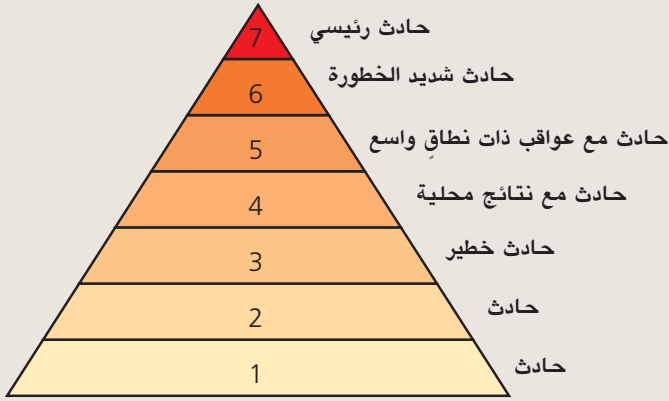 7 حادث رئيسي
6 حادث شديد الخطورة
5 حادث مع عواقب ذات نطاقٍ واسع
4 حادث مع نتائج محلية
3 حادث خطير
2 حادث
1 حادث